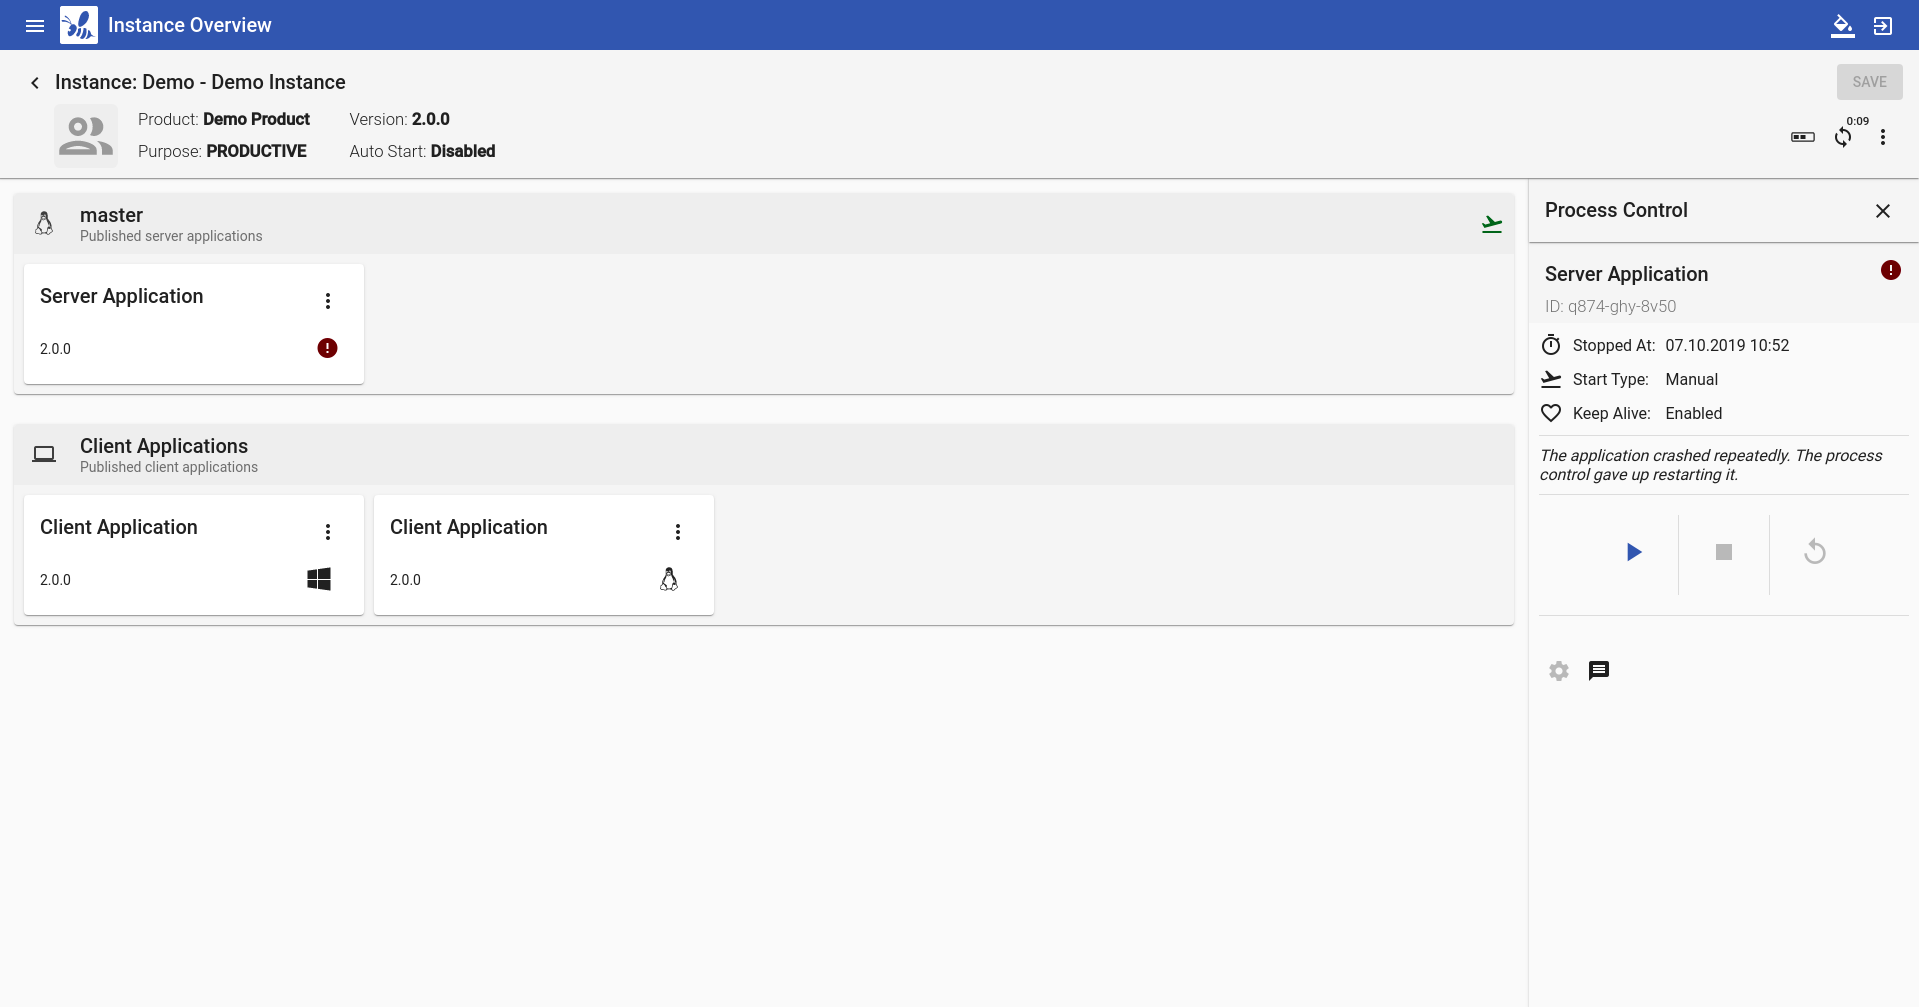 Instance Overview
Instance: Demo - Demo Instance
SAVE
Product: Demo Product
Version: 2.0.0
Purpose: PRODUCTIVE
Auto Start: Disabled
0:09
master
Published server applications
Server Application
2.0.0
Client Applications
Published client applications
Client Application
2.0.0
Client Application
2.0.0
Process Control
Server Application
ID: q874-ghy-8v50
Stopped At: 07.10.2019 10:52
Start Type: Manual
Keep Alive: Enabled
The application crashed repeatedly. The process
control gave up restarting it.